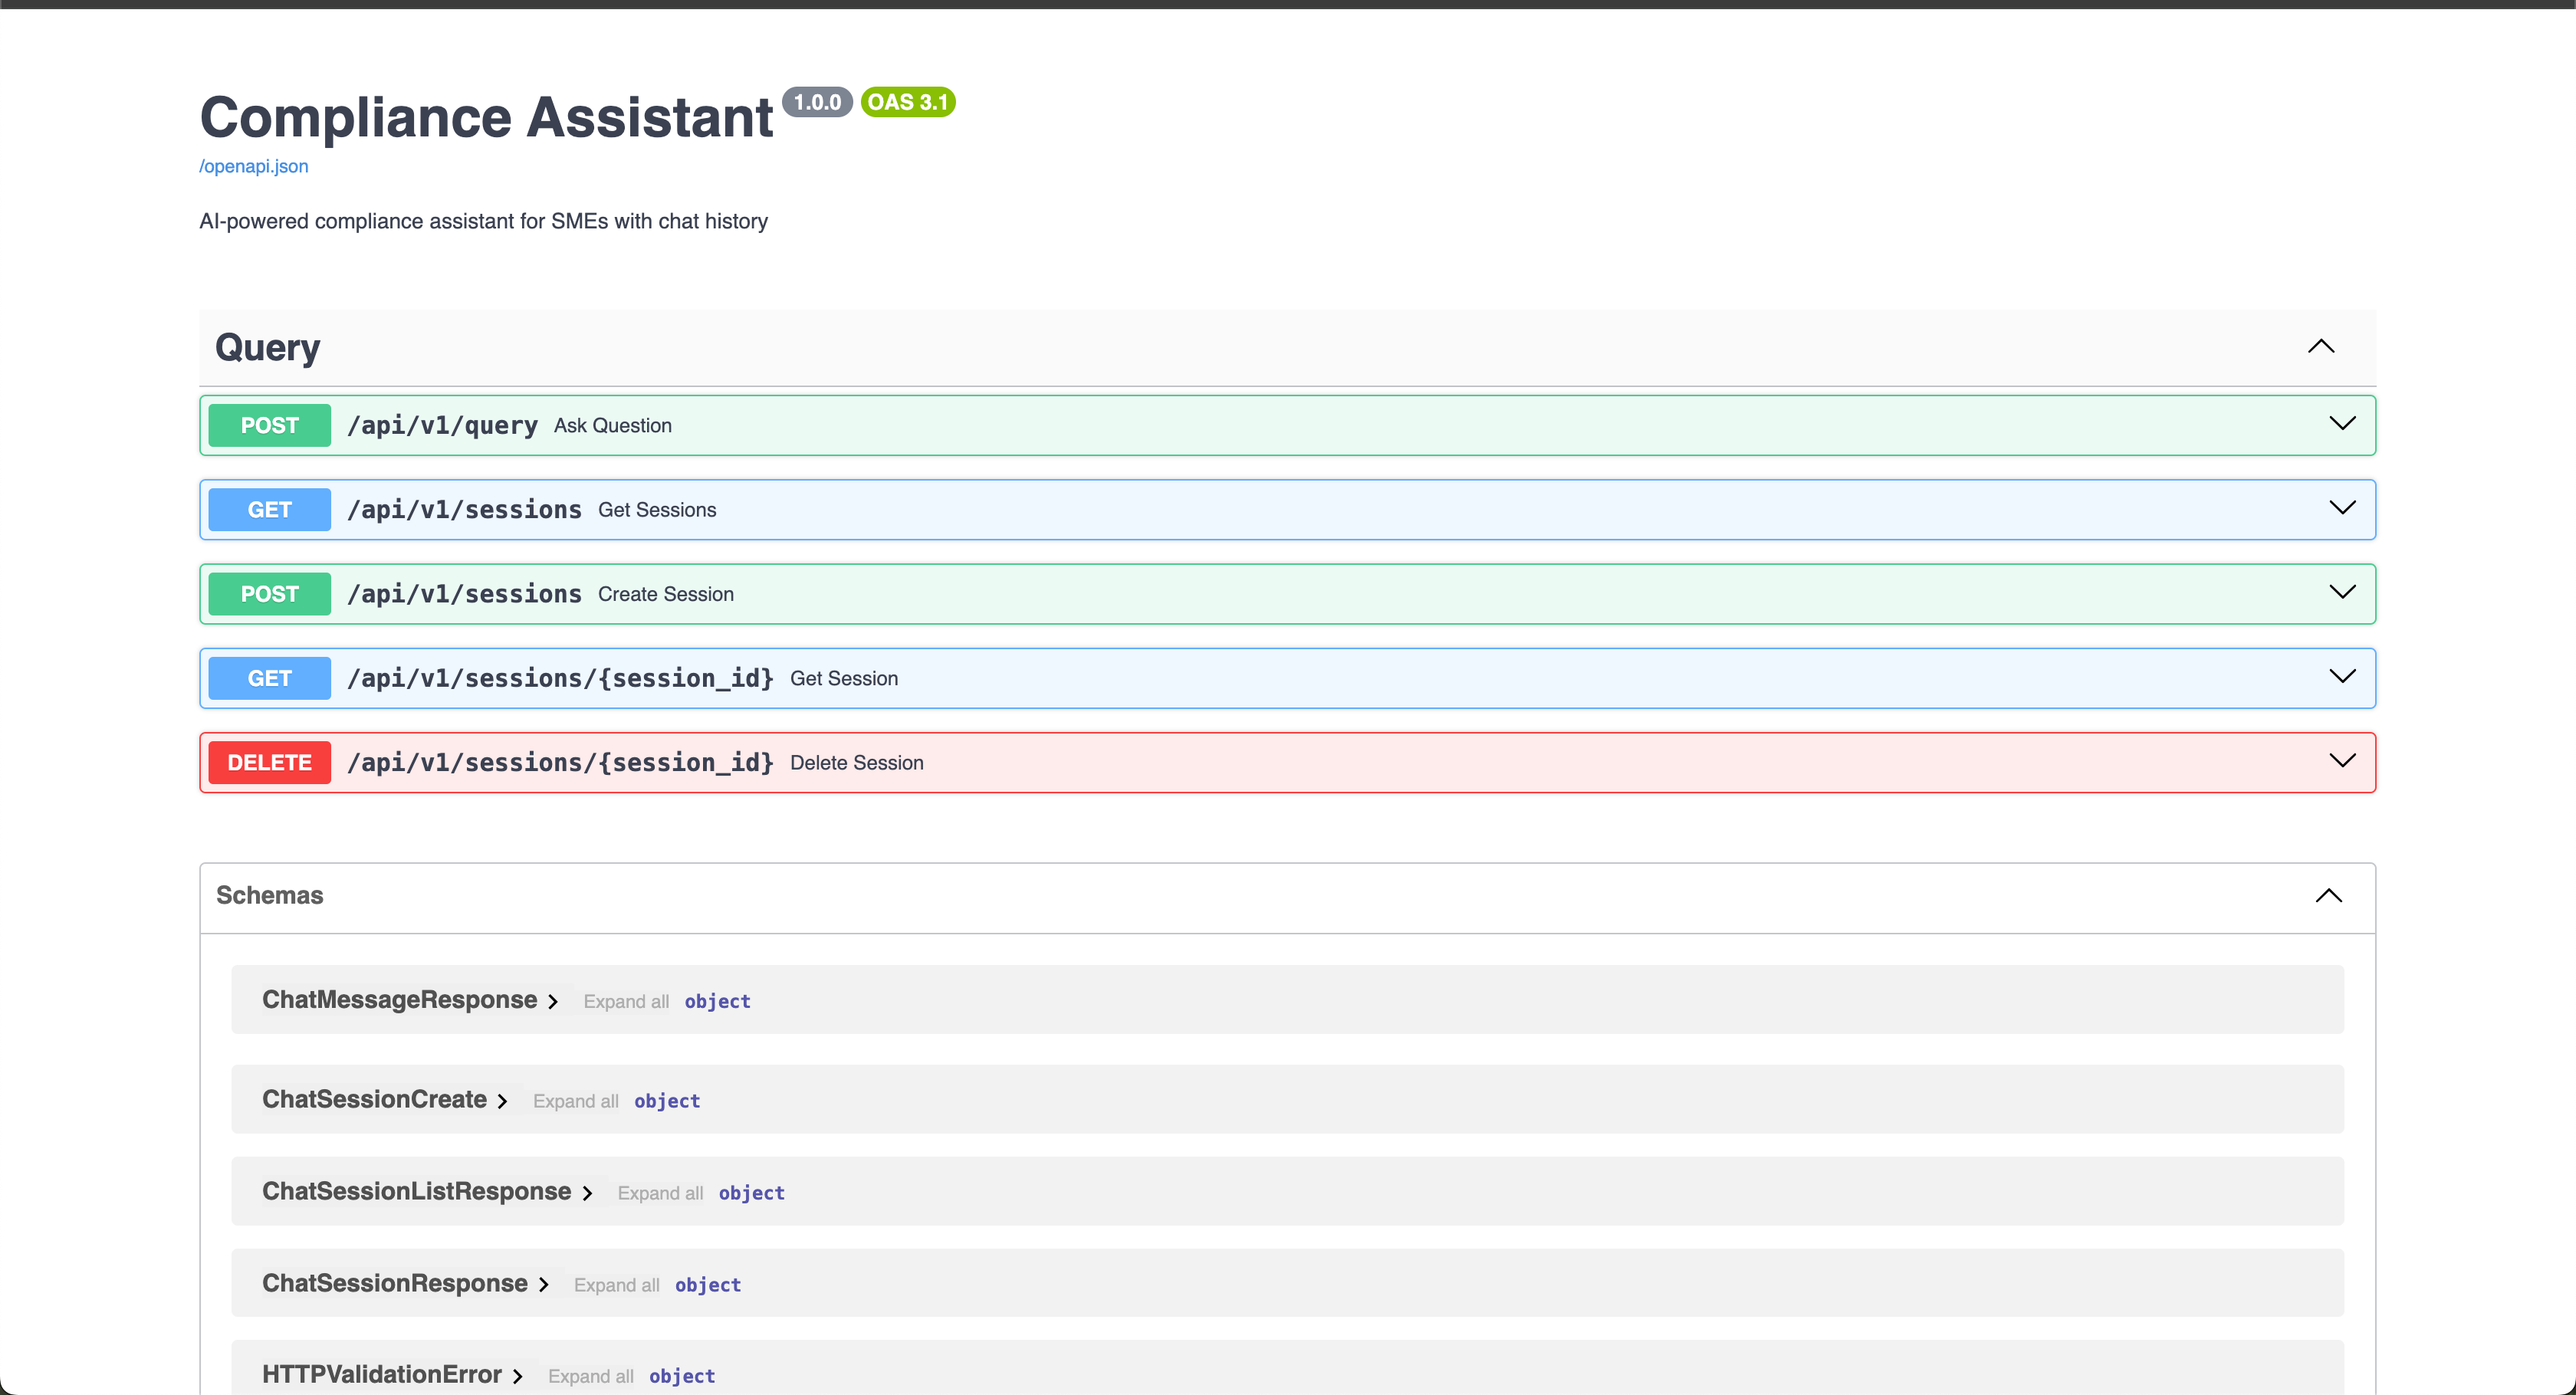 Compliance Assistant 1.0.0 OAS 3.1
/openapi.json
AI-powered compliance assistant for SMEs with chat history
Query
POST /api/v1/query Ask Question
GET /api/v1/sessions Get Sessions
POST /api/v1/sessions Create Session
GET /api/v1/sessions/{session_id} Get Session
DELETE /api/v1/sessions/{session_id} Delete Session
Schemas
ChatMessageResponse Expand all object
ChatSessionCreate Expand all object
ChatSessionListResponse Expand all object
ChatSessionResponse Expand all object
HTTPValidationError Expand all object